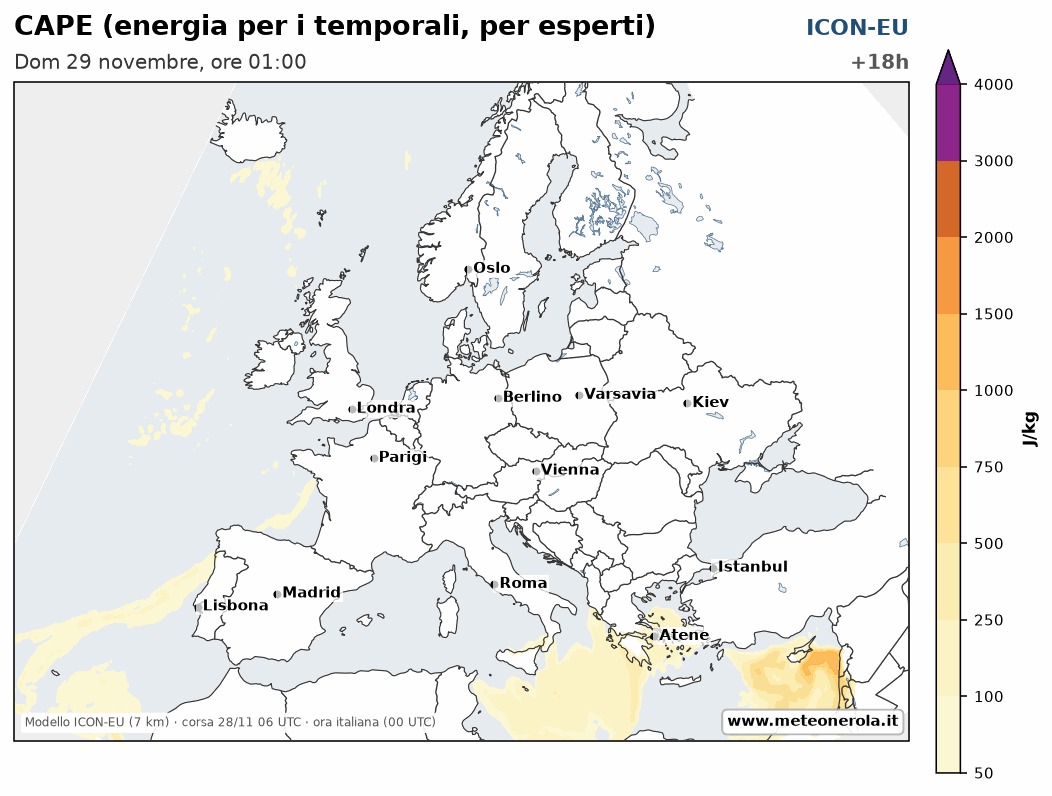 CAPE (energia per i temporali, per esperti)
ICON-EU
Dom 29 novembre, ore 01:00
+18h
4000
3000
2000
1500
1000
750
500
250
100
50
J/kg
Oslo
Londra
Berlino
Varsavia
Kiev
Parigi
Vienna
Istanbul
Roma
Madrid
Lisbona
Atene
Modello ICON-EU (7 km) · corsa 28/11 06 UTC · ora italiana (00 UTC)
www.meteonerola.it